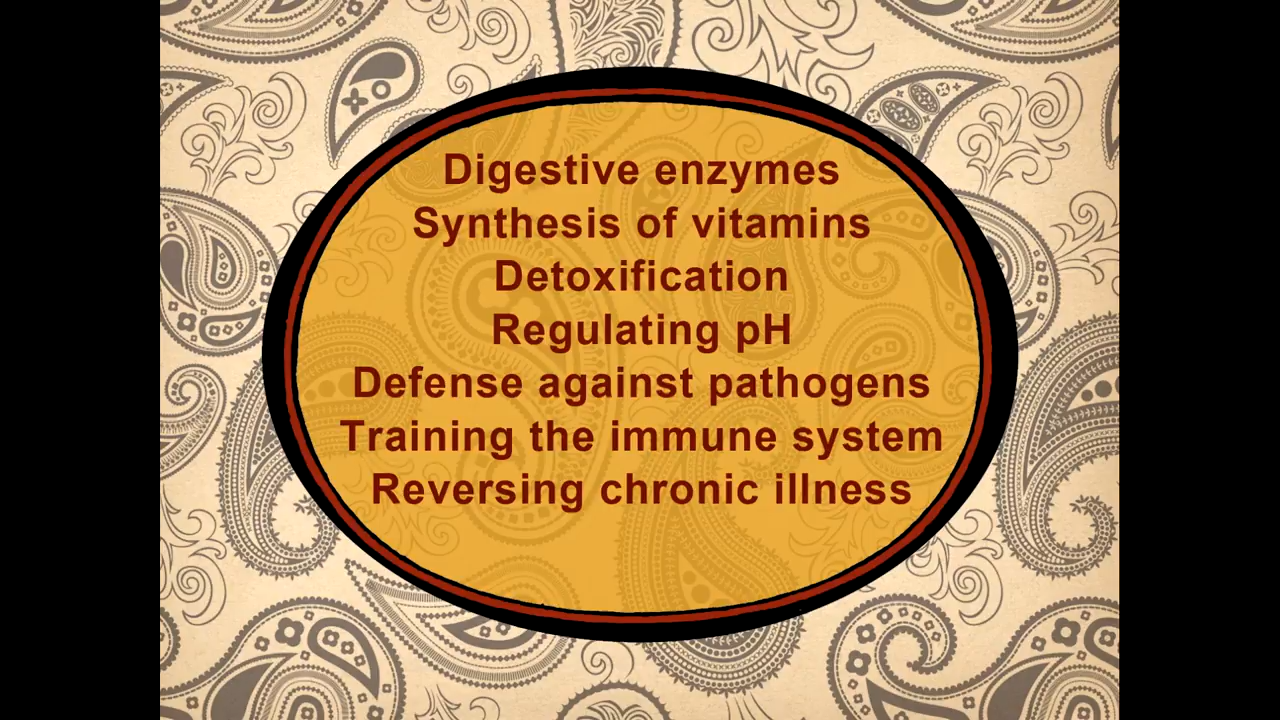 Digestive enzymes
Synthesis of vitamins
Detoxification
Regulating pH
Defense against pathogens
Training the immune system
Reversing chronic illness